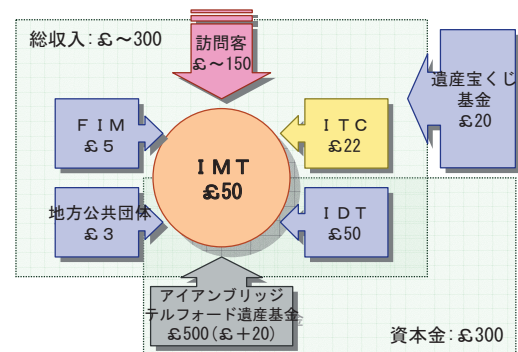 総収入：￡～300
訪問客
￡～150
遺産宝くじ
基金
￡20
ＦＩＭ
￡５
ＩＴＣ
￡22
ＩＭＴ
￡50
地方公共団体
￡３
ＩＤＴ
￡50
アイアンブリッジ
テルフォード遺産基金
￡500(￡＋20)
資本金：￡300